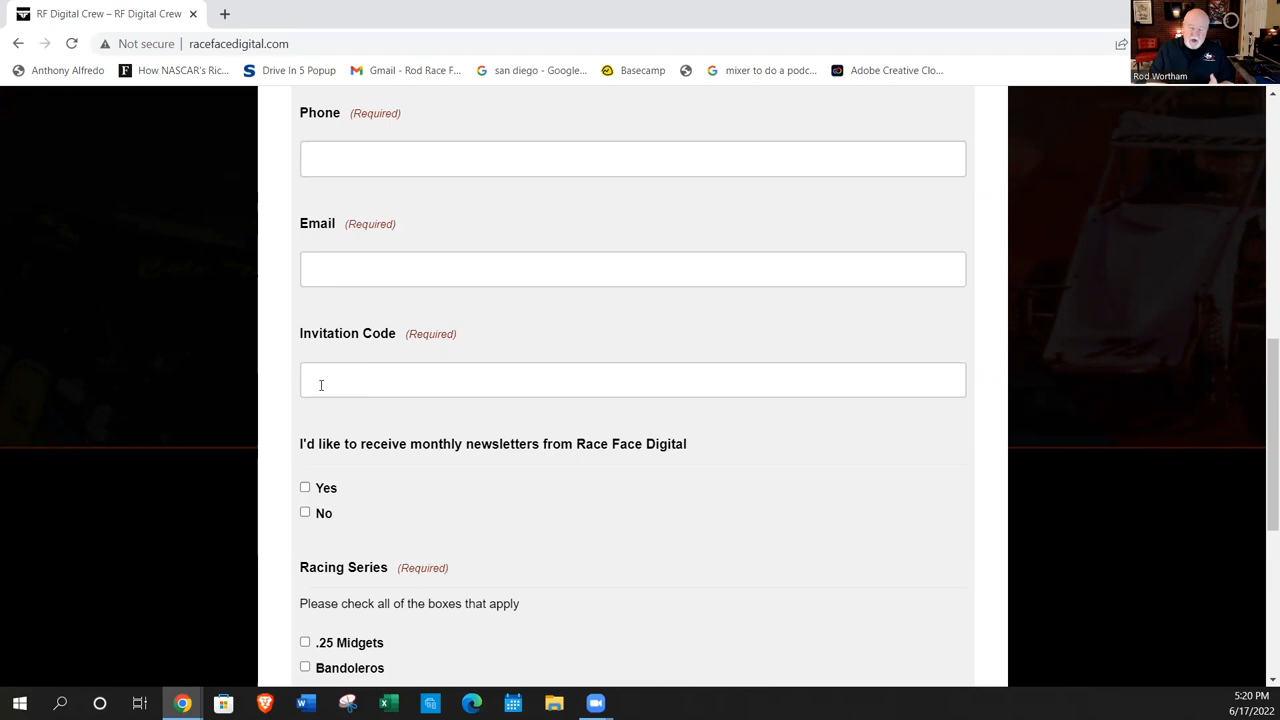 RF Digital Crew – RF Digital Crew
Not secure | racefacedigital.com
Anthony Alfredo
How NASCAR's Ric...
Drive In 5 Popup
Gmail - Rod Race F...
san diego - Google...
Basecamp
mixer to do a podc...
Adobe Creative Clo...
Rod Wortham
Phone (Required)
Email (Required)
Invitation Code (Required)
I'd like to receive monthly newsletters from Race Face Digital
Yes
No
Racing Series (Required)
Please check all of the boxes that apply
.25 Midgets
Bandoleros
5:20 PM
6/17/2022